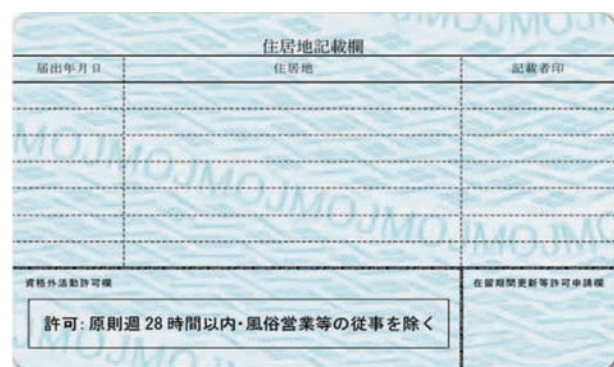 住居地記載欄
届出年月日 住居地 記載者印
MOJMOJMOJMOJMOJMOJMOJ
資格外活動許可欄 在留期間更新等許可申請欄
許可:原則週28時間以内・風俗営業等の従事を除く